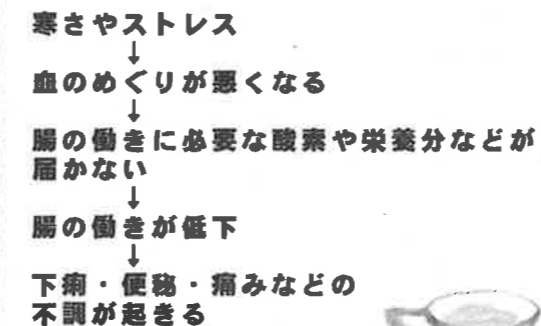 寒さやストレス
↓
血のめぐりが悪くなる
↓
腸の働きに必要な酸素や栄養分などが
届かない
↓
腸の働きが低下
↓
下痢・便秘・痛みなどの
不調が起きる